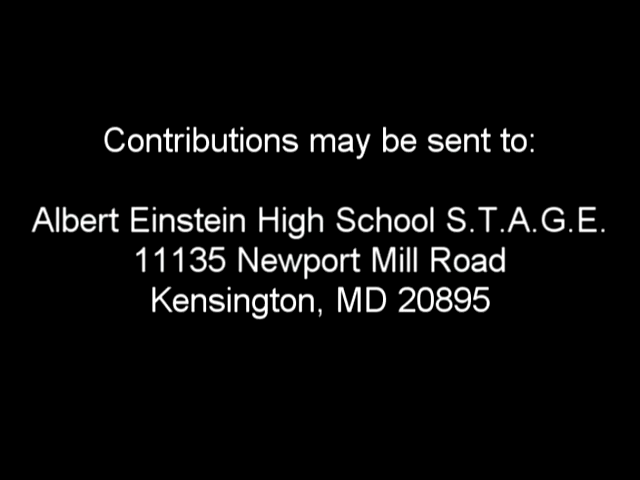 Contributions may be sent to:
Albert Einstein High School S.T.A.G.E.
11135 Newport Mill Road
Kensington, MD 20895